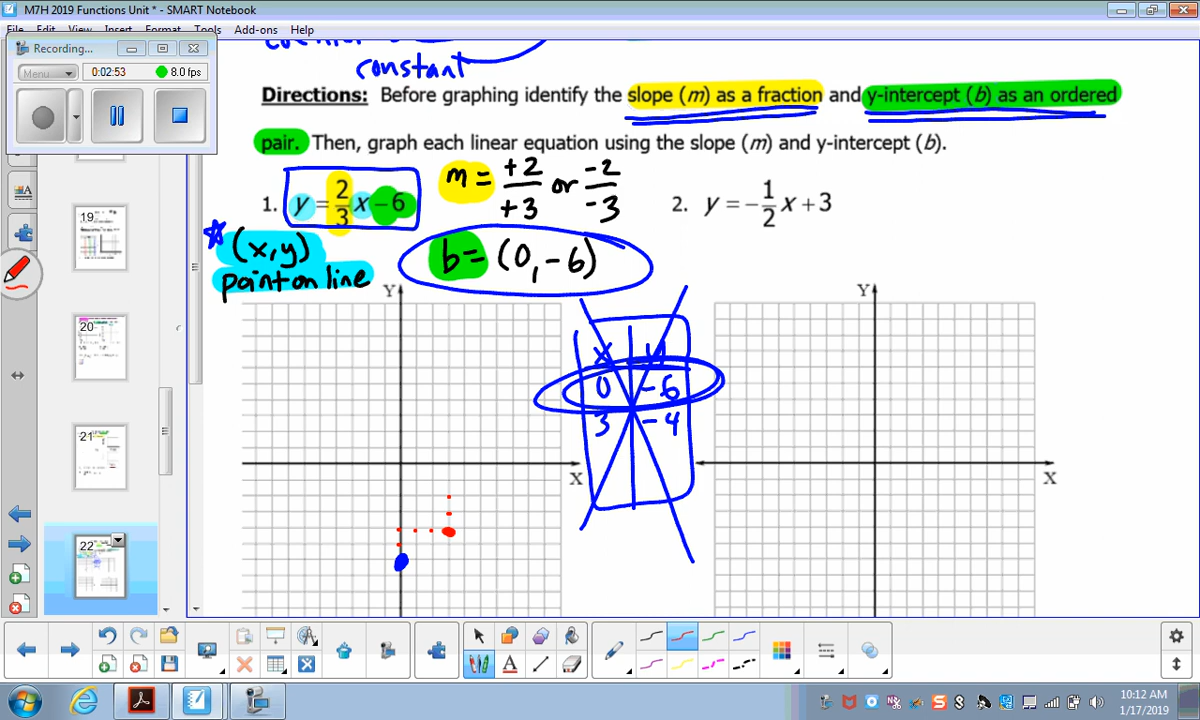 M7H 2019 Functions Unit * - SMART Notebook
File Edit View Insert Format Tools Add-ons Help
Recording...
Menu
0:02:53
8.0 fps
constant
Directions: Before graphing identify the slope (m) as a fraction and y-intercept (b) as an ordered
pair. Then, graph each linear equation using the slope (m) and y-intercept (b).
1. y = 2/3 x - 6
m = +2/+3 or -2/-3
2. y = -1/2 x + 3
(x,y)
point on line
b = (0, -6)
Y
X
x y
0 -6
3 -4
Y
X
19
20
21
22
10:12 AM
1/17/2019